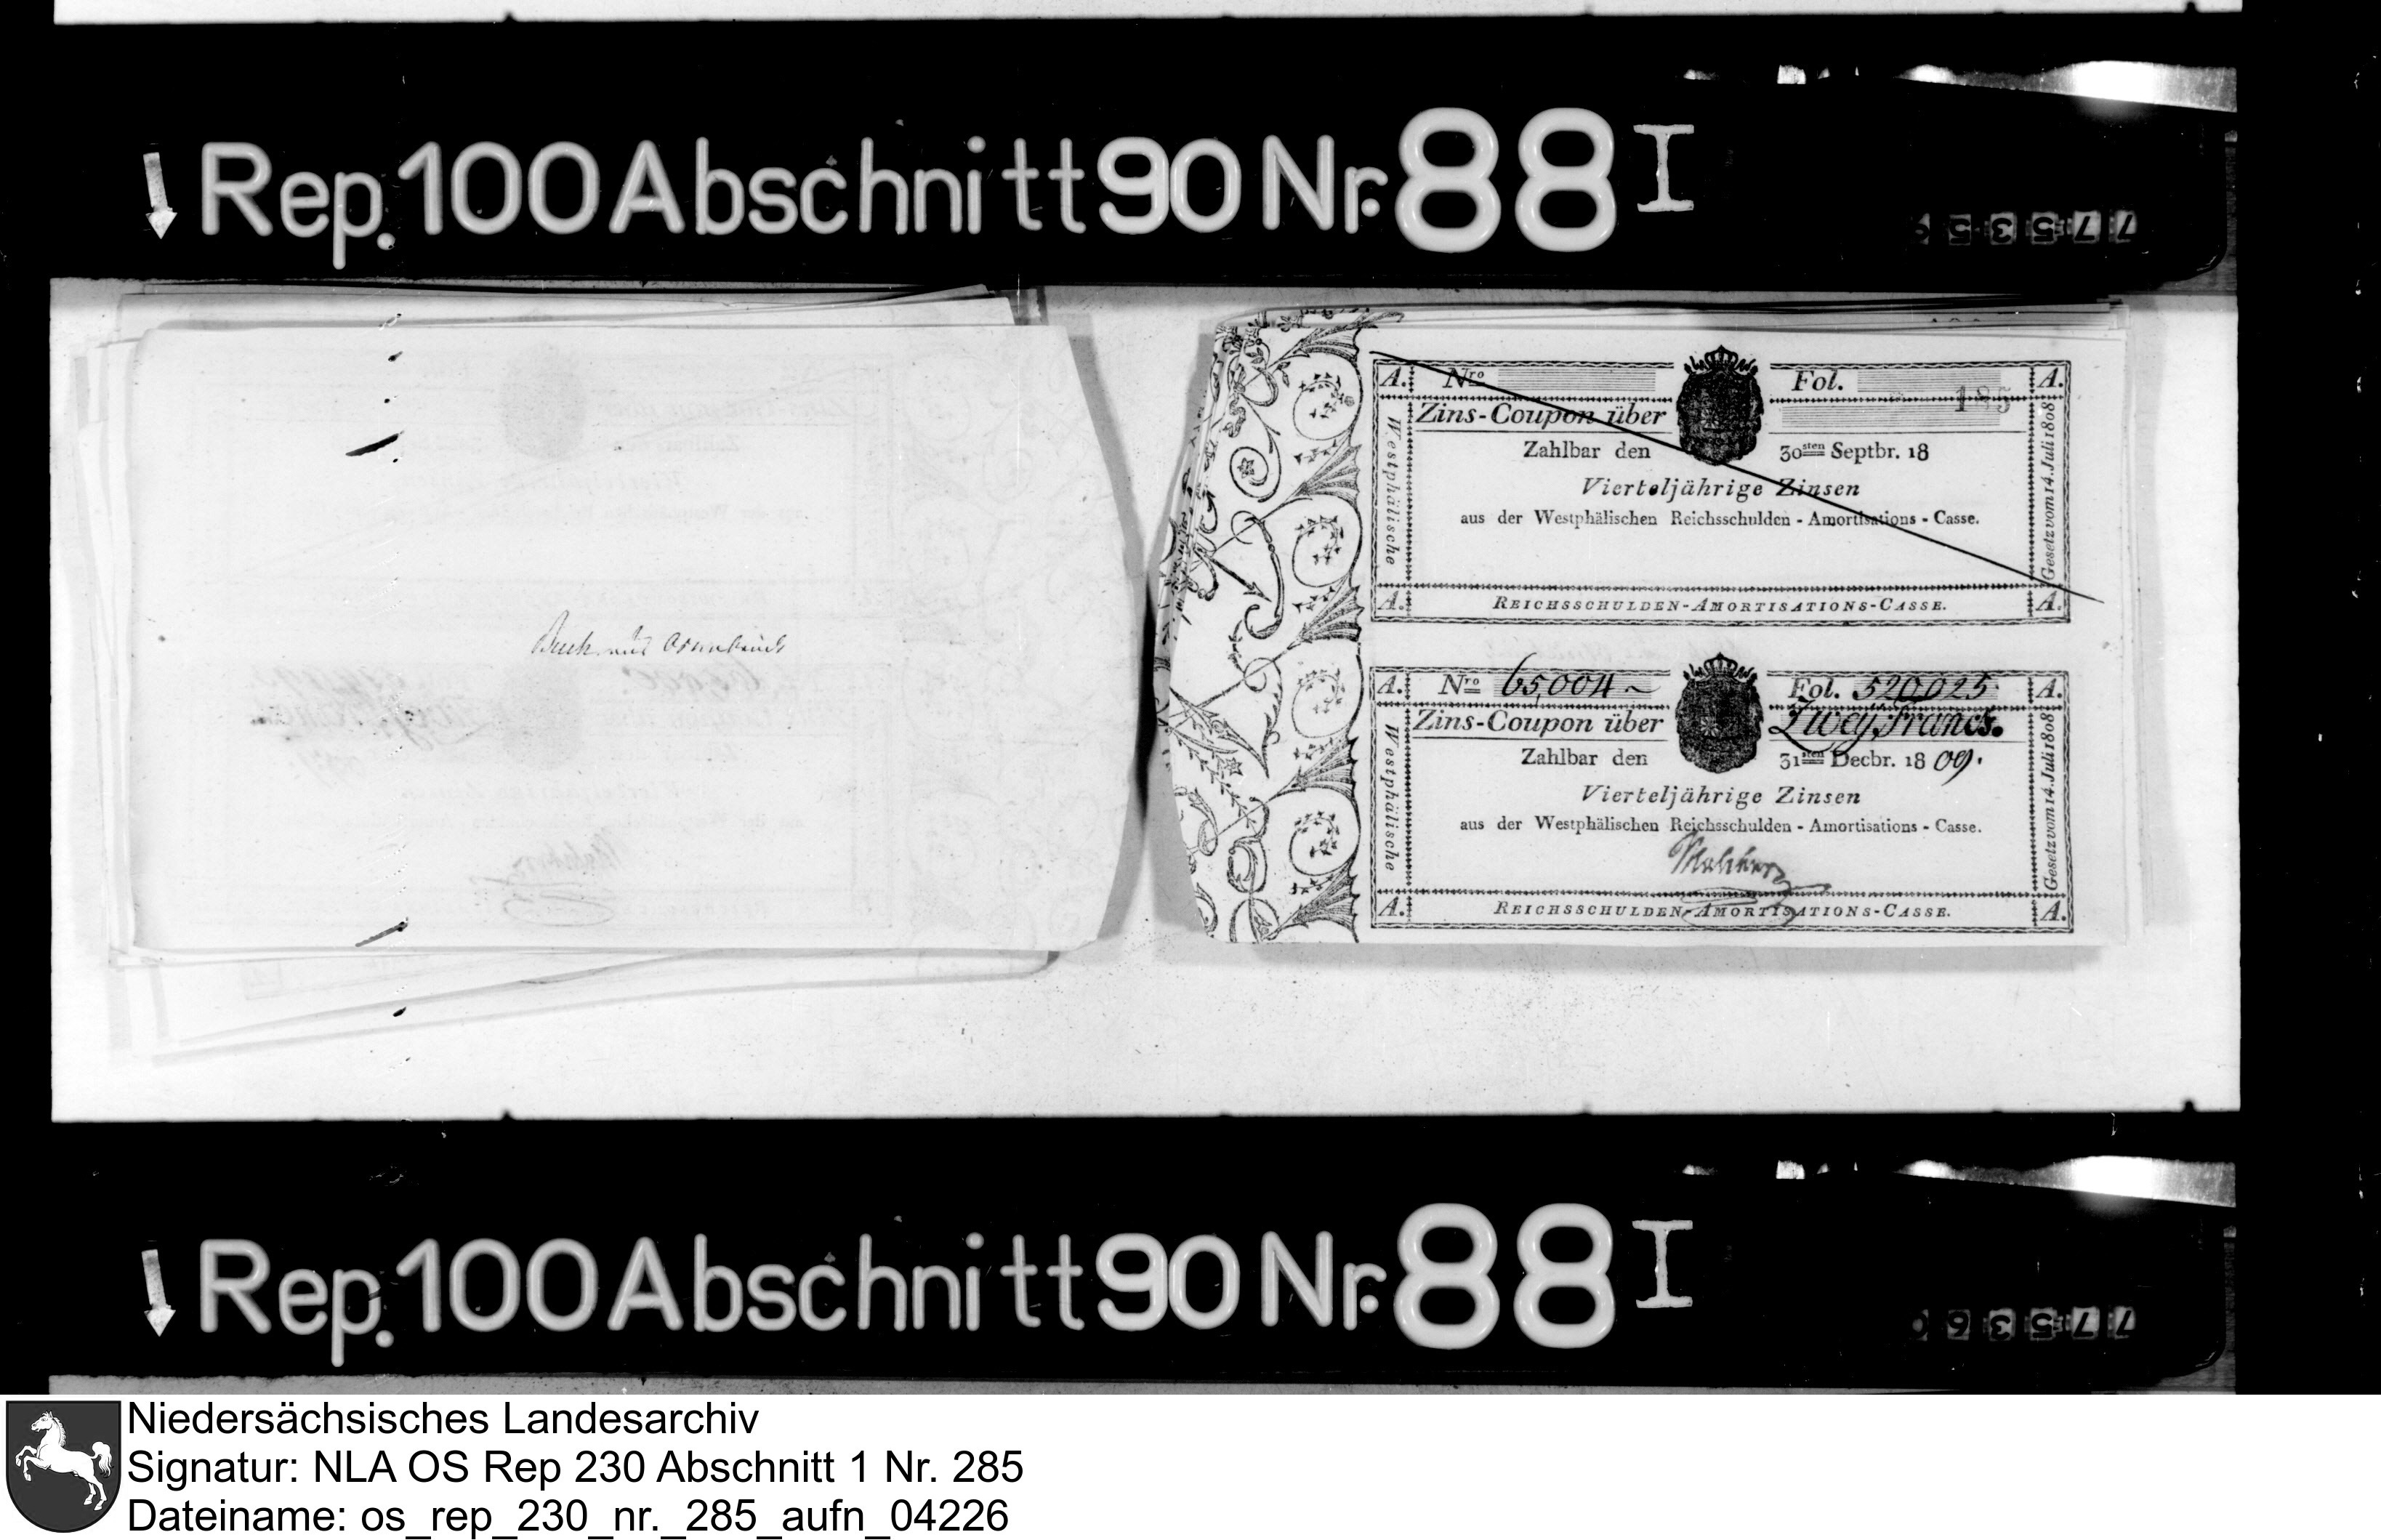 Rep. 100 Abschnitt 90 Nr. 88 I
A. Nro Fol. A.
185
Zins-Coupon über
Zahlbar den 30sten Septbr. 18
Vierteljährige Zinsen
aus der Westphälischen Reichsschulden - Amortisations - Casse.
Westphälische
Gesetz vom 14. Juli 1808
A. REICHSSCHULDEN-AMORTISATIONS-CASSE. A.
A. Nro 65,004 ~ Fol. 520,025 A.
Zins-Coupon über Zwey Francs.
Zahlbar den 31sten Decbr. 1809.
Vierteljährige Zinsen
aus der Westphälischen Reichsschulden - Amortisations - Casse.
Westphälische
Gesetz vom 14. Juli 1808
A. REICHSSCHULDEN-AMORTISATIONS-CASSE. A.
Rep. 100 Abschnitt 90 Nr. 88 I
Niedersächsisches Landesarchiv
Signatur: NLA OS Rep 230 Abschnitt 1 Nr. 285
Dateiname: os_rep_230_nr._285_aufn_04226